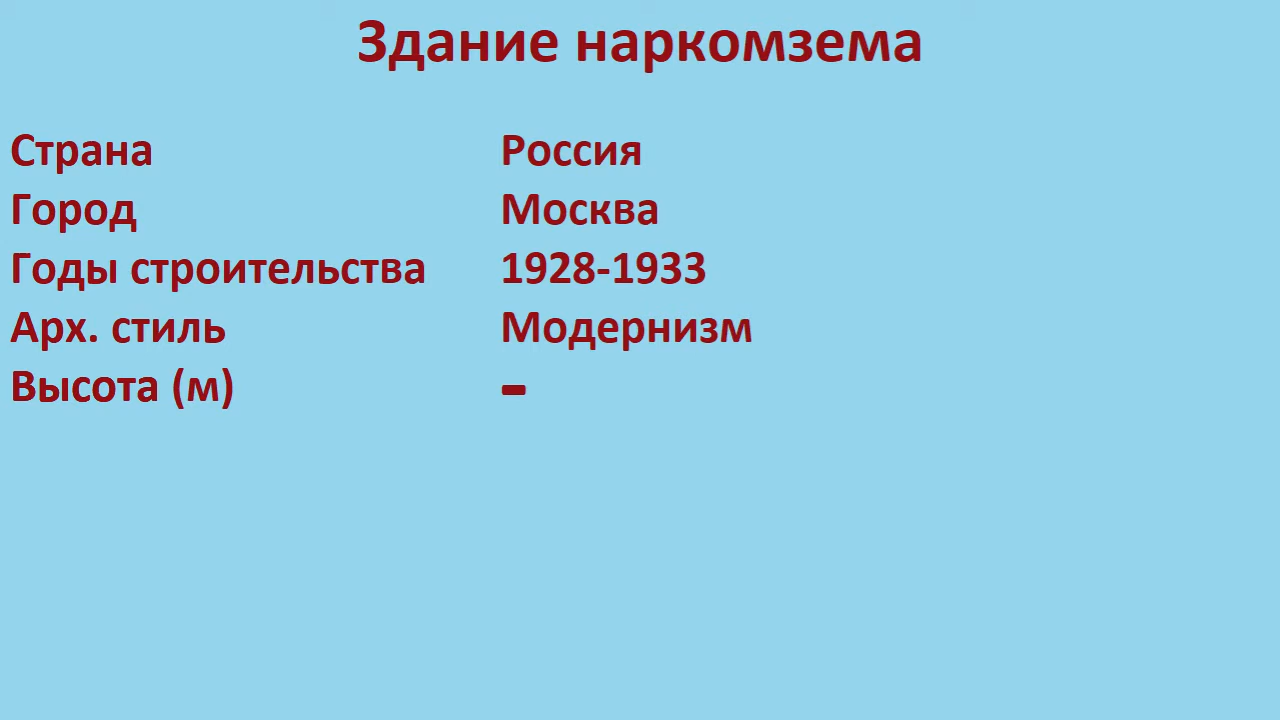 Здание наркомзема
Страна Россия
Город Москва
Годы строительства 1928-1933
Арх. стиль Модернизм
Высота (м) -